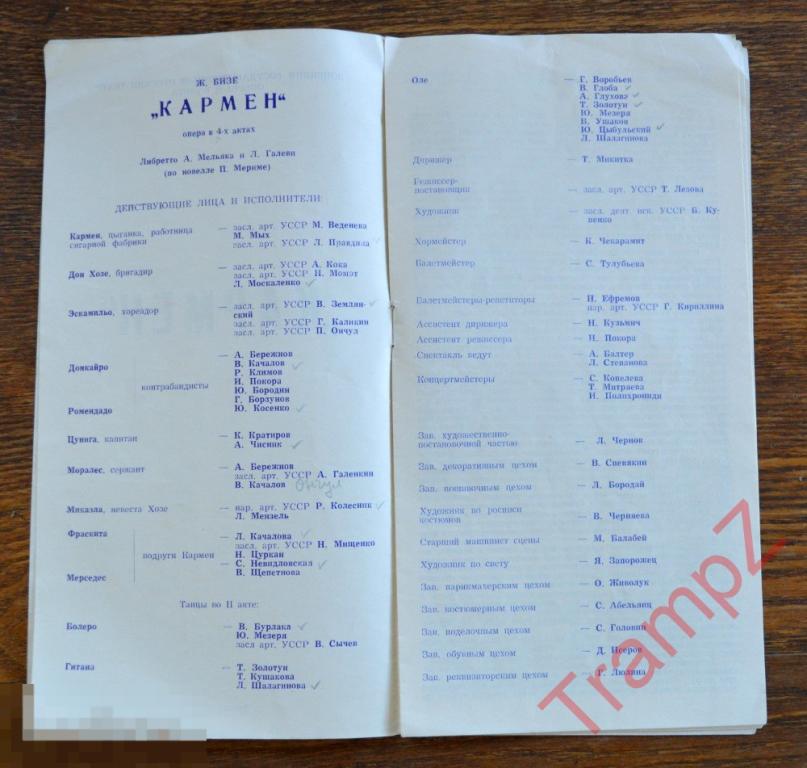 Ж. БИЗЕ
„КАРМЕН“
опера в 4-х актах
Либретто А. Мельяка и Л. Галеви
(по новелле П. Мериме)
ДЕЙСТВУЮЩИЕ ЛИЦА И ИСПОЛНИТЕЛИ:
Кармен, цыганка, работница
сигарной фабрики
— засл. арт. УССР М. Веденева
М. Мых
засл. арт. УССР Л. Правдина
Дон Хозе, бригадир
— засл. арт. УССР А. Кока
засл. арт. УССР Н. Момэт
Л. Москаленко
Эскамильо, тореадор
— засл. арт. УССР В. Землян-
ский
засл. арт. УССР Г. Каликин
засл. арт. УССР П. Ончул
Данкайро
Ромендадо
контрабандисты
— А. Бережнов
В. Качалов
Р. Климов
И. Покора
Ю. Бородин
Г. Борзунов
Ю. Косенко
Цунига, капитан
— К. Кратиров
А. Чисник
Моралес, сержант
— А. Бережнов
засл. арт. УССР А. Галенкин
В. Качалов Ончул
Микаэла, невеста Хозе
— нар. арт. УССР Р. Колесник
Л. Мензель
Фраскита
Мерседес
подруги Кармен
— Л. Качалова
засл. арт. УССР Н. Мищенко
Н. Цуркан
С. Невидловская
В. Щепетнова
Танцы во II акте:
Болеро
— В. Бурлака
Ю. Мезеря
засл. арт. УССР В. Сычев
Гитана
— Т. Золотун
Т. Кушакова
Л. Шалагинова
Оле
— Г. Воробьев
В. Глоба
А. Глухова
Т. Золотун
Ю. Мезеря
В. Ушаков
Ю. Цыбульский
Л. Шалагинова
Дирижер — Т. Микитка
Режиссер-
постановщик — засл. арт. УССР Т. Лезова
Художник — засл. деят. иск. УССР Б. Ку-
пенко
Хормейстер — К. Чекарамит
Балетмейстер — С. Тулубьева
Балетмейстеры-репетиторы — Н. Ефремов
нар. арт. УССР Г. Кириллина
Ассистент дирижера — Н. Кузьмич
Ассистент режиссера — И. Покора
Спектакль ведут — А. Балтер
Л. Степанова
Концертмейстеры — С. Копелева
Т. Митраева
И. Полихрониди
Зав. художественно-
постановочной частью — Л. Чернов
Зав. декоративным цехом — В. Спевякин
Зав. пошивочным цехом — Л. Бородай
Художник по росписи
костюмов — В. Черняева
Старший машинист сцены — М. Балабей
Художник по свету — Я. Запорожец
Зав. парикмахерским цехом — О. Живолук
Зав. костюмерным цехом — С. Абельянц
Зав. поделочным цехом — С. Головин
Зав. обувным цехом — Д. Исеров
Зав. реквизиторским цехом — Г. Люлина
TrampZ